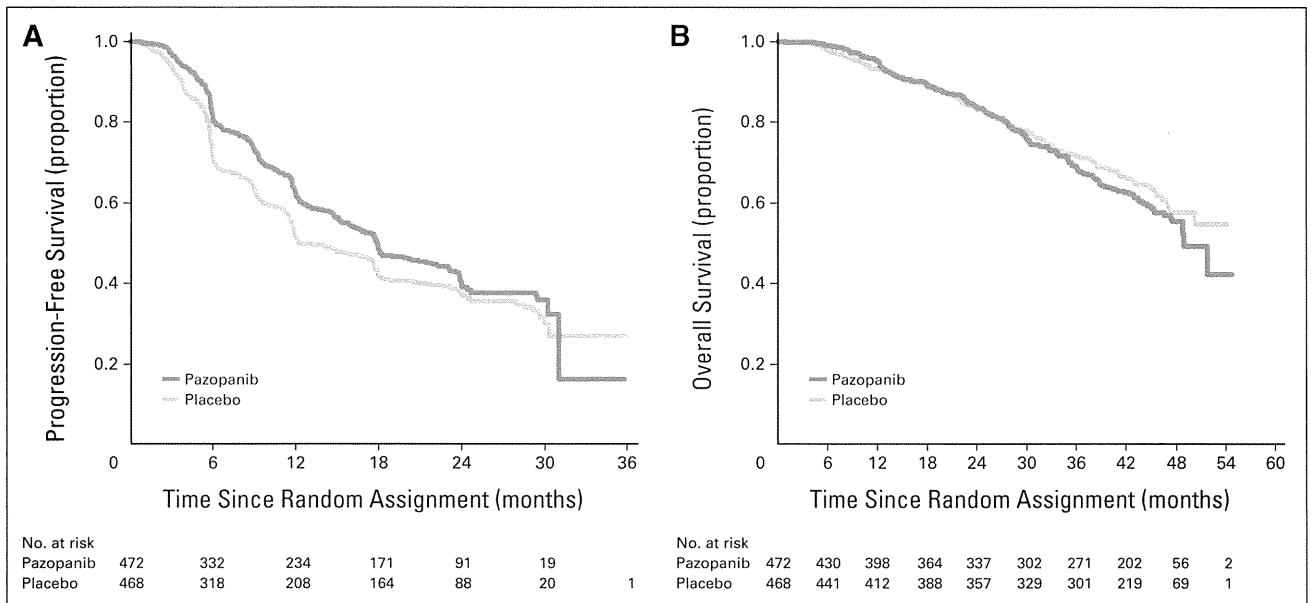 A
Progression-Free Survival (proportion)
1.0
0.8
0.6
0.4
0.2
0
6
12
18
24
30
36
Pazopanib
Placebo
Time Since Random Assignment (months)
No. at risk
Pazopanib 472 332 234 171 91 19
Placebo 468 318 208 164 88 20 1
B
Overall Survival (proportion)
1.0
0.8
0.6
0.4
0.2
0
6
12
18
24
30
36
42
48
54
60
Pazopanib
Placebo
Time Since Random Assignment (months)
No. at risk
Pazopanib 472 430 398 364 337 302 271 202 56 2
Placebo 468 441 412 388 357 329 301 219 69 1